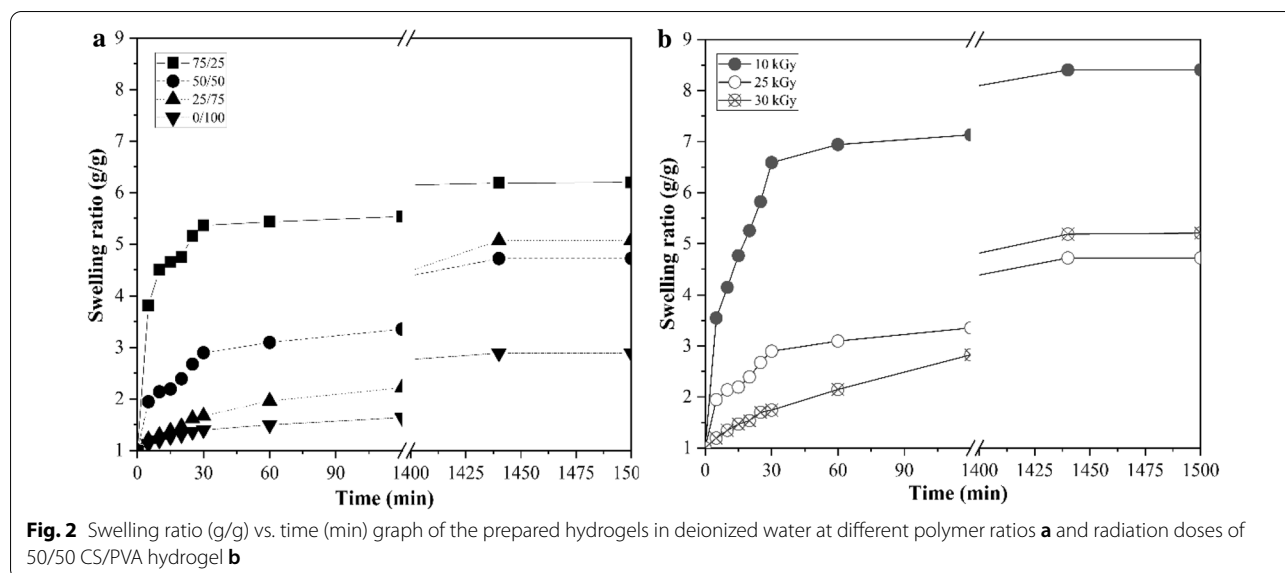 a
9
8
7
6
5
4
3
2
1
Swelling ratio (g/g)
75/25
50/50
25/75
0/100
0 30 60 90 1400 1425 1450 1475 1500
Time (min)
b
9
8
7
6
5
4
3
2
1
Swelling ratio (g/g)
10 kGy
25 kGy
30 kGy
0 30 60 90 1400 1425 1450 1475 1500
Time (min)
Fig. 2 Swelling ratio (g/g) vs. time (min) graph of the prepared hydrogels in deionized water at different polymer ratios a and radiation doses of
50/50 CS/PVA hydrogel b